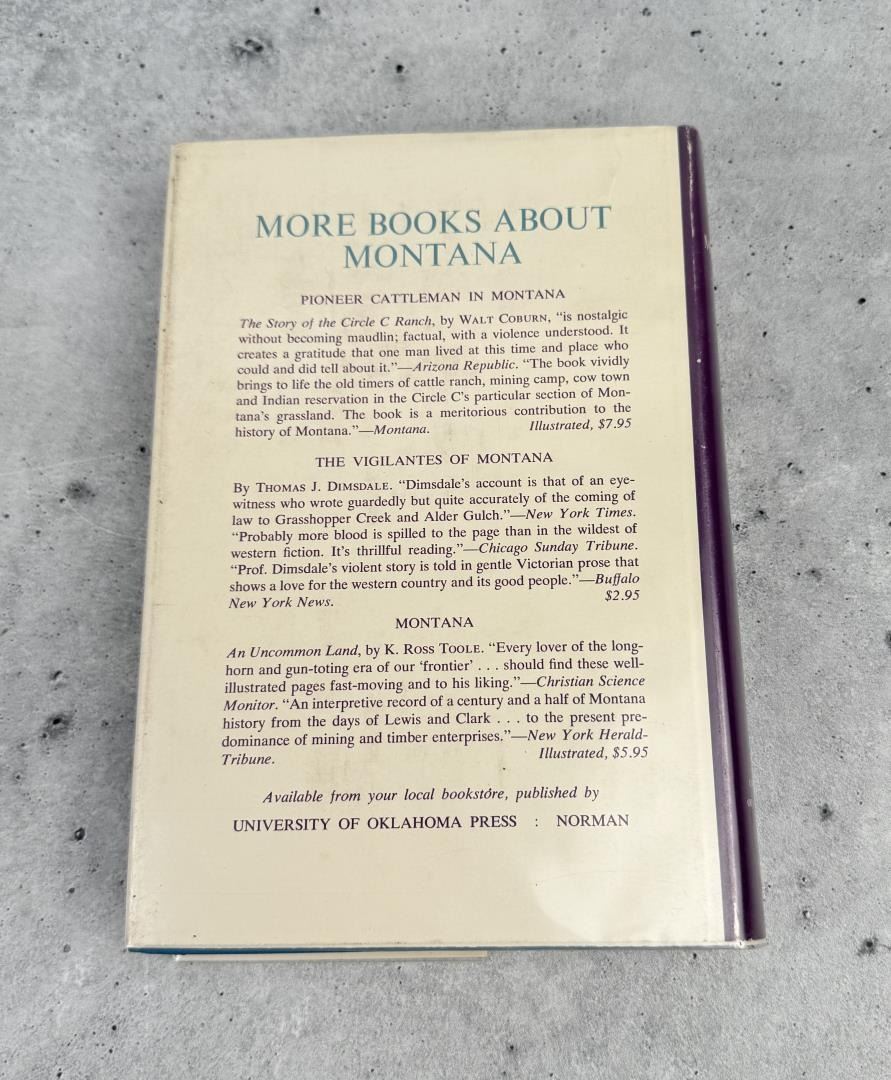 MORE BOOKS ABOUT
MONTANA
PIONEER CATTLEMAN IN MONTANA
The Story of the Circle C Ranch, by WALT COBURN, “is nostalgic
without becoming maudlin; factual, with a violence understood. It
creates a gratitude that one man lived at this time and place who
could and did tell about it.”—Arizona Republic. “The book vividly
brings to life the old timers of cattle ranch, mining camp, cow town
and Indian reservation in the Circle C’s particular section of Mon-
tana’s grassland. The book is a meritorious contribution to the
history of Montana.”—Montana. Illustrated, $7.95
THE VIGILANTES OF MONTANA
By THOMAS J. DIMSDALE. “Dimsdale’s account is that of an eye-
witness who wrote guardedly but quite accurately of the coming of
law to Grasshopper Creek and Alder Gulch.”—New York Times.
“Probably more blood is spilled to the page than in the wildest of
western fiction. It’s thrillful reading.”—Chicago Sunday Tribune.
“Prof. Dimsdale’s violent story is told in gentle Victorian prose that
shows a love for the western country and its good people.”—Buffalo
New York News. $2.95
MONTANA
An Uncommon Land, by K. ROSS TOOLE. “Every lover of the long-
horn and gun-toting era of our ‘frontier’ . . . should find these well-
illustrated pages fast-moving and to his liking.”—Christian Science
Monitor. “An interpretive record of a century and a half of Montana
history from the days of Lewis and Clark . . . to the present pre-
dominance of mining and timber enterprises.”—New York Herald-
Tribune. Illustrated, $5.95
Available from your local bookstore, published by
UNIVERSITY OF OKLAHOMA PRESS : NORMAN